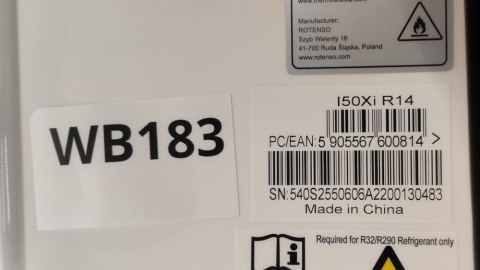 Manufacturer:
ROTENSO
Szyb Walenty 16
41-700 Ruda Śląska, Poland
www.rotenso.com
I50Xi R14
PC/EAN: 5 905567 600814 >
WB183
SN:540S2550606A2200130483
Made in China
Required for R32/R290 Refrigerant only